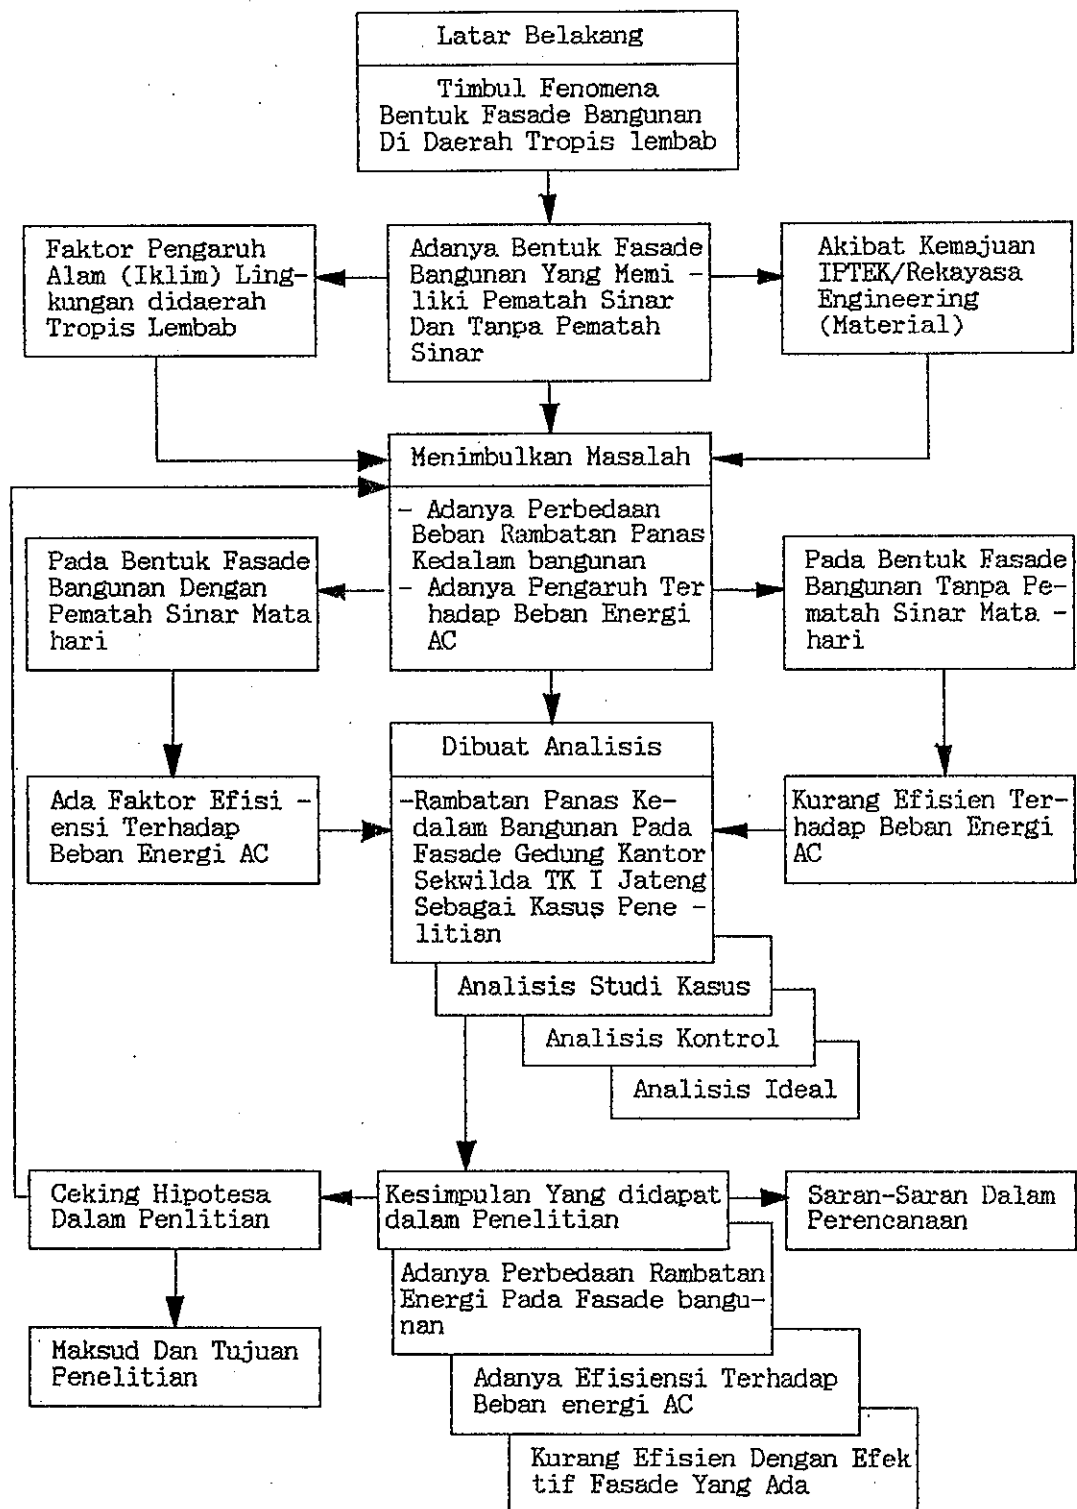 Latar Belakang
Timbul Fenomena
Bentuk Fasade Bangunan
Di Daerah Tropis lembab
Faktor Pengaruh
Alam (Iklim) Ling-
kungan didaerah
Tropis Lembab
Adanya Bentuk Fasade
Bangunan Yang Memi -
liki Pematah Sinar
Dan Tanpa Pematah
Sinar
Akibat Kemajuan
IPTEK/Rekayasa
Engineering
(Material)
Menimbulkan Masalah
- Adanya Perbedaan
Beban Rambatan Panas
Kedalam bangunan
- Adanya Pengaruh Ter
hadap Beban Energi
AC
Pada Bentuk Fasade
Bangunan Dengan
Pematah Sinar Mata
hari
Pada Bentuk Fasade
Bangunan Tanpa Pe-
matah Sinar Mata -
hari
Dibuat Analisis
-Rambatan Panas Ke-
dalam Bangunan Pada
Fasade Gedung Kantor
Sekwilda TK I Jateng
Sebagai Kasus Pene -
litian
Ada Faktor Efisi -
ensi Terhadap
Beban Energi AC
Kurang Efisien Ter-
hadap Beban Energi
AC
Analisis Studi Kasus
Analisis Kontrol
Analisis Ideal
Ceking Hipotesa
Dalam Penlitian
Kesimpulan Yang didapat
dalam Penelitian
Saran-Saran Dalam
Perencanaan
Adanya Perbedaan Rambatan
Energi Pada Fasade bangu-
nan
Maksud Dan Tujuan
Penelitian
Adanya Efisiensi Terhadap
Beban energi AC
Kurang Efisien Dengan Efek
tif Fasade Yang Ada